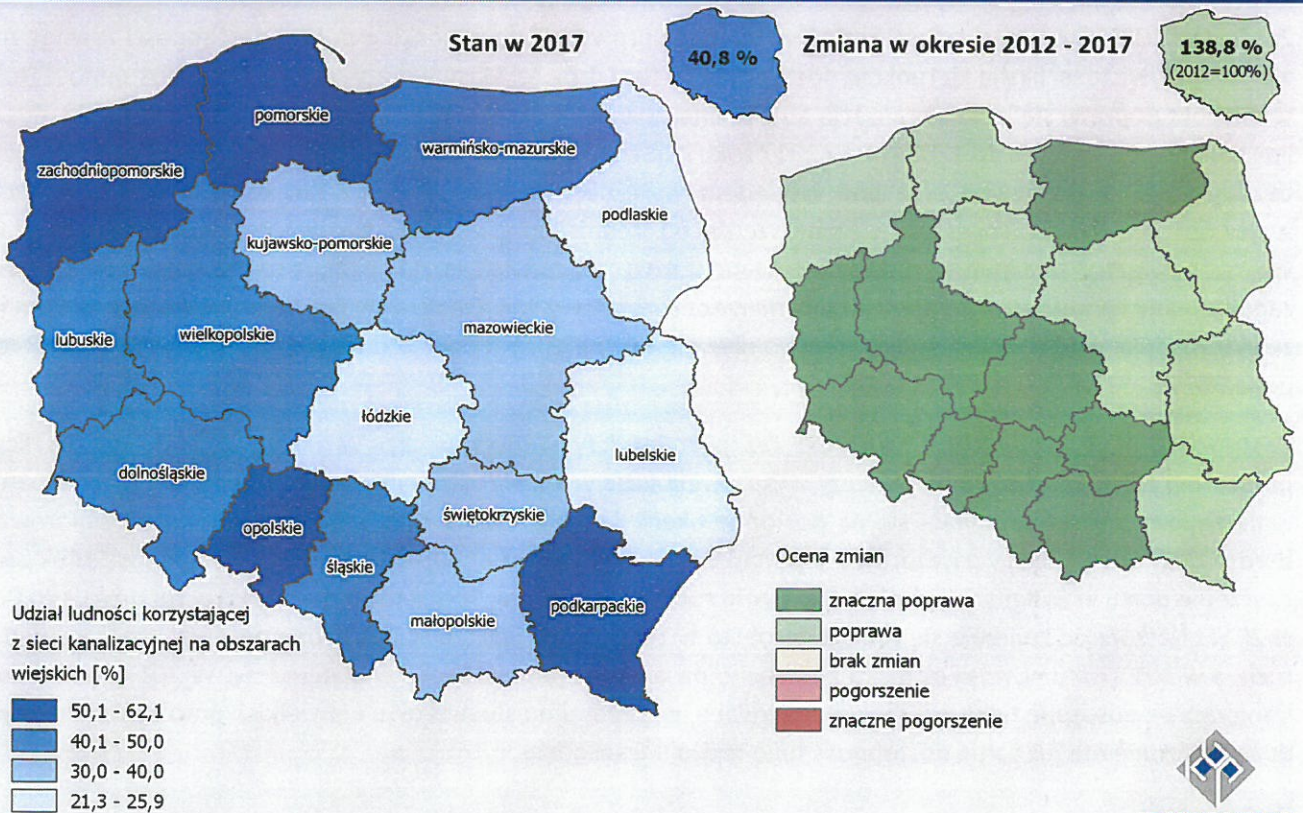 Stan w 2017
40,8 %
Zmiana w okresie 2012 - 2017
138,8 %
(2012=100%)
pomorskie
zachodniopomorskie
warmińsko-mazurskie
podlaskie
kujawsko-pomorskie
mazowieckie
lubuskie
wielkopolskie
łódzkie
lubelskie
dolnośląskie
opolskie
świętokrzyskie
śląskie
podkarpackie
małopolskie
Udział ludności korzystającej
z sieci kanalizacyjnej na obszarach
wiejskich [%]
50,1 - 62,1
40,1 - 50,0
30,0 - 40,0
21,3 - 25,9
Ocena zmian
znaczna poprawa
poprawa
brak zmian
pogorszenie
znaczne pogorszenie